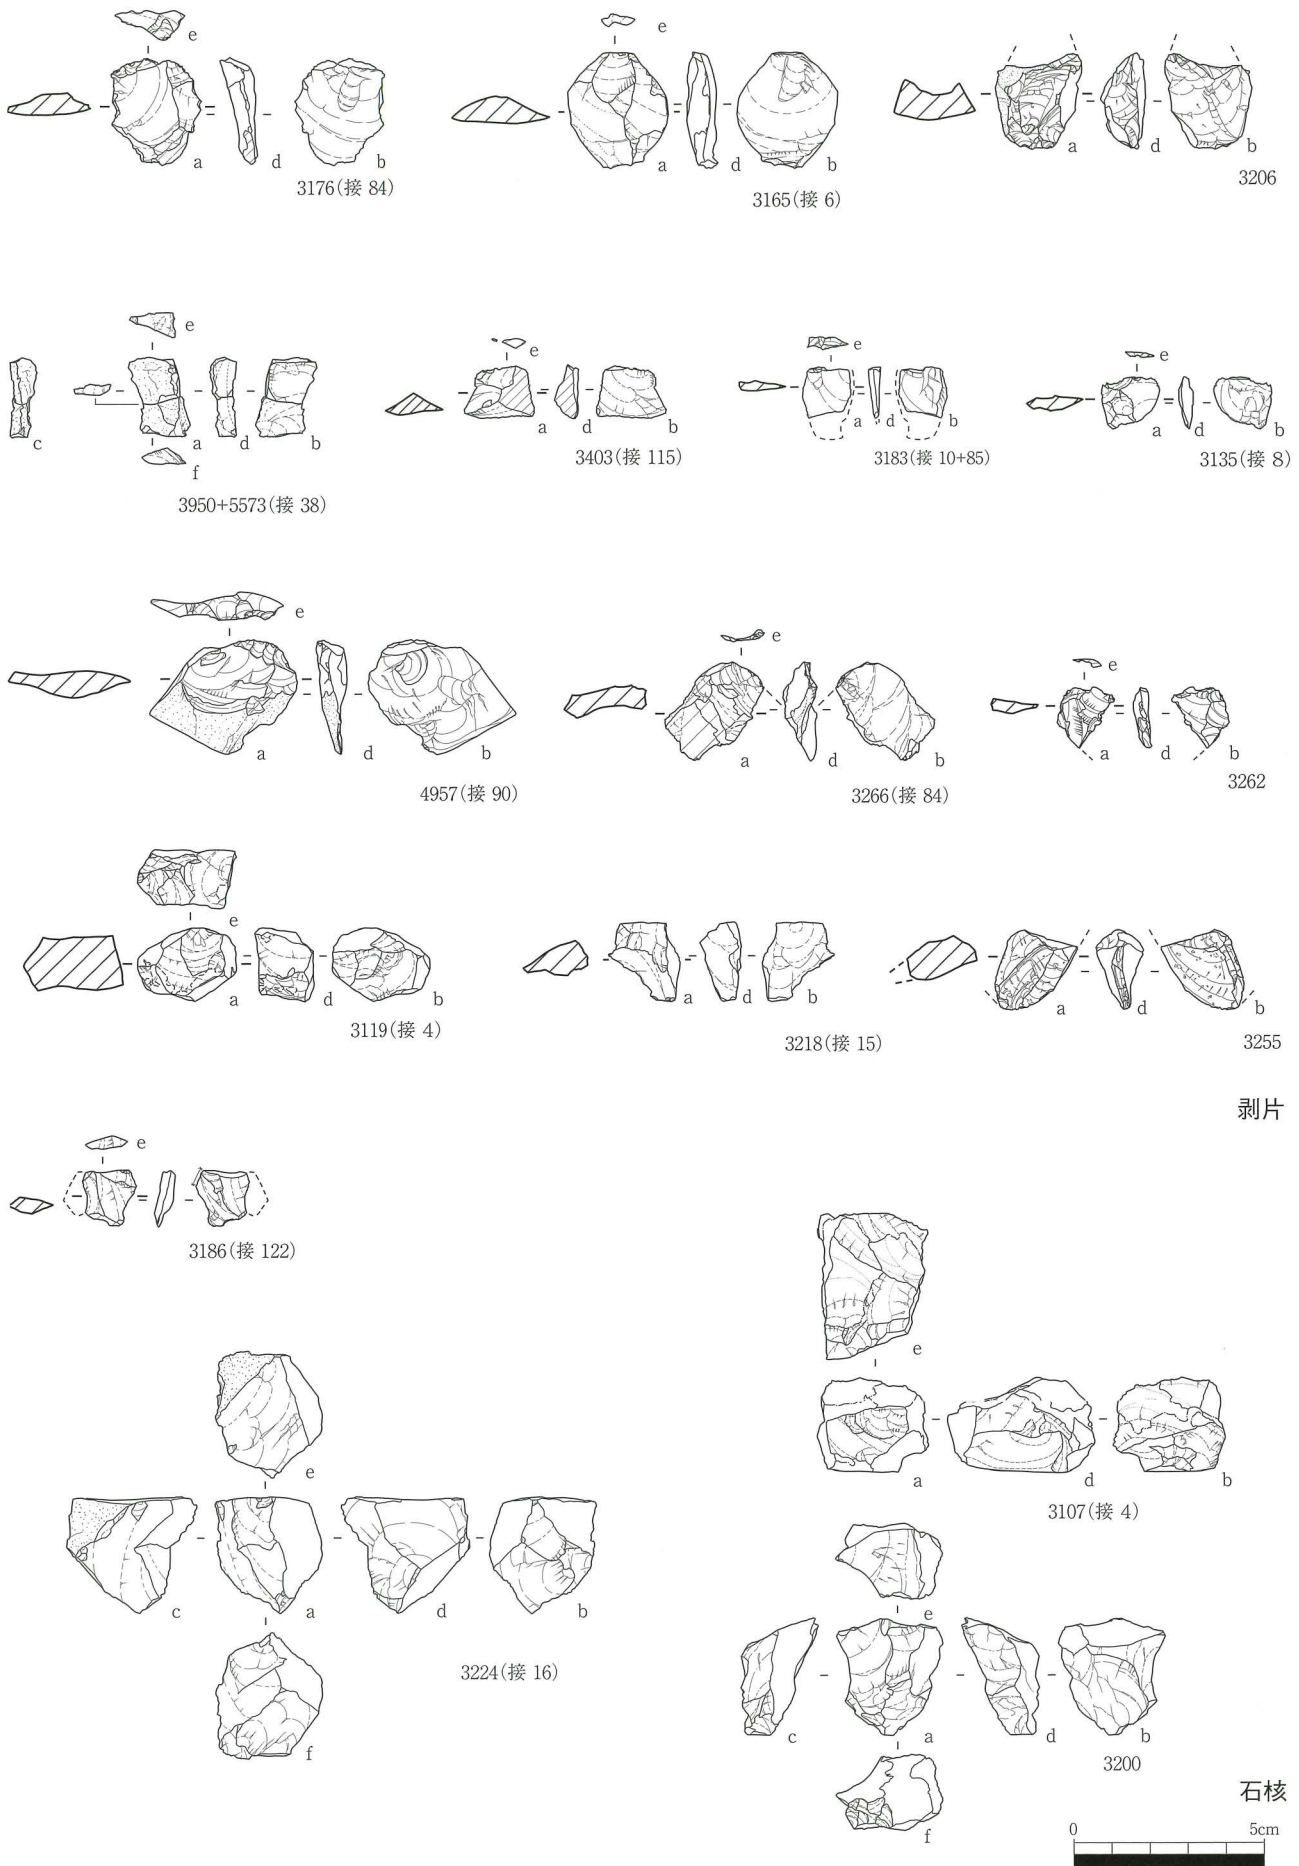 e
a d b
3176(接 84)
e
a d b
3165(接 6)
a d b
3206
e
c a d b
f
3950+5573(接 38)
e
a d b
3403(接 115)
e
a d b
3183(接 10+85)
e
a d b
3135(接 8)
e
a d b
4957(接 90)
e
a d b
3266(接 84)
e
a d b
3262
e
a d b
3119(接 4)
a d b
3218(接 15)
a d b
3255
剥片
e
3186(接 122)
e
a d b
3107(接 4)
e
c a d b
f
3224(接 16)
e
c a d b
f
3200
石核
0 5cm